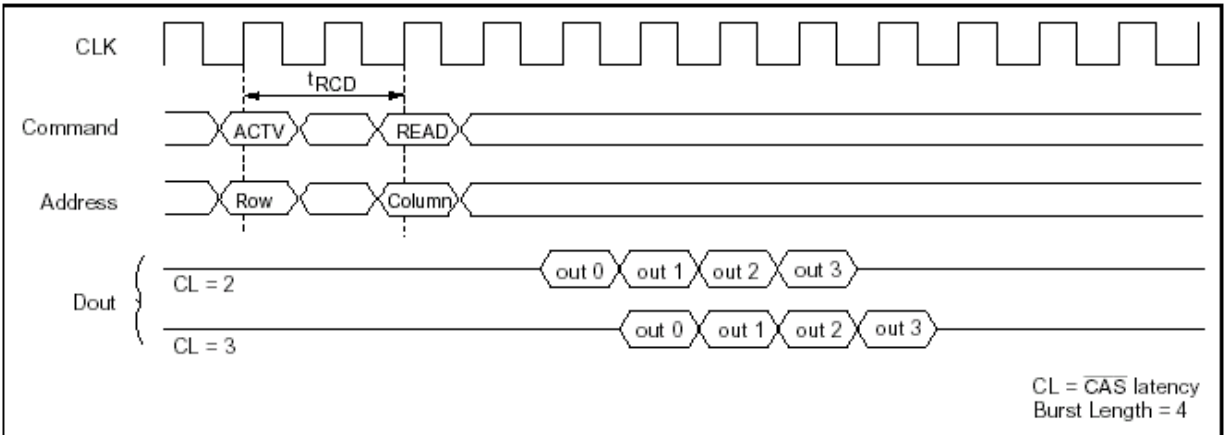 CLK
tRCD
Command
ACTV READ
Address
Row Column
out 0 out 1 out 2 out 3
CL = 2
Dout
out 0 out 1 out 2 out 3
CL = 3
CL = C̅A̅S̅ latency
Burst Length = 4